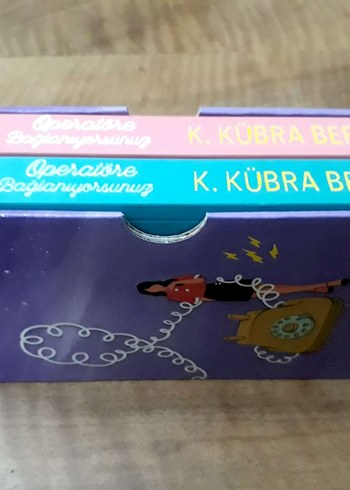 Operatöre
Bağlanıyorsunuz
K. KÜBRA BE
Operatöre
Bağlanıyorsunuz
K. KÜBRA BE